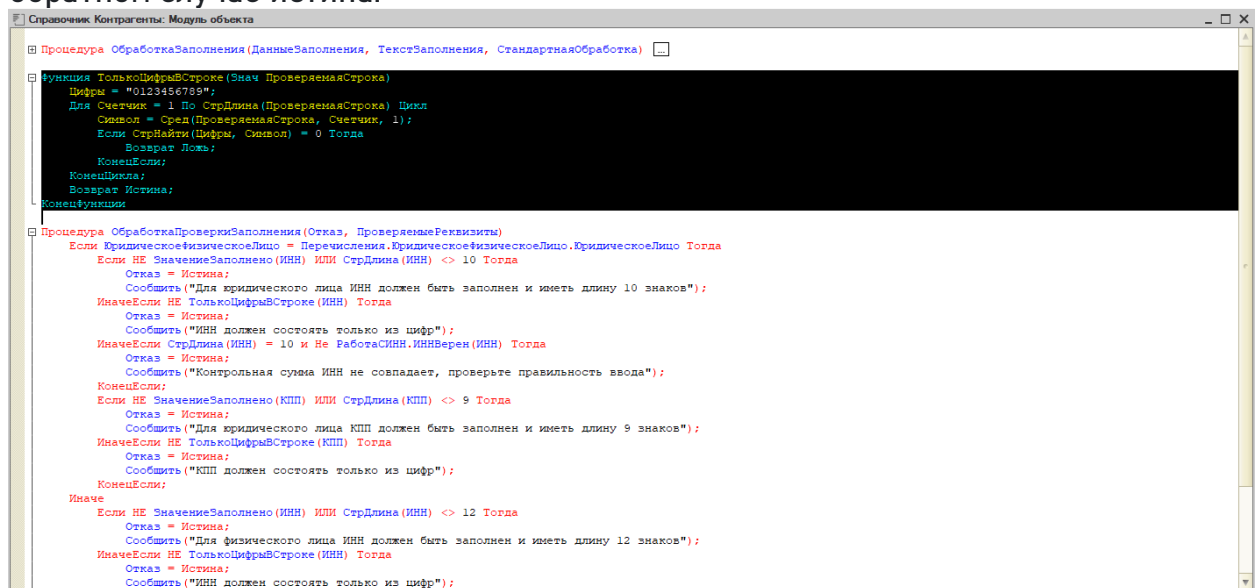 обратном случае истина.
Справочник Контрагенты: Модуль объекта
Процедура ОбработкаЗаполнения(ДанныеЗаполнения, ТекстЗаполнения, СтандартнаяОбработка) ...
Функция ТолькоЦифрыВСтроке(Знач ПроверяемаяСтрока)
Цифры = "0123456789";
Для Счетчик = 1 По СтрДлина(ПроверяемаяСтрока) Цикл
Символ = Сред(ПроверяемаяСтрока, Счетчик, 1);
Если СтрНайти(Цифры, Символ) = 0 Тогда
Возврат Ложь;
КонецЕсли;
КонецЦикла;
Возврат Истина;
КонецФункции
Процедура ОбработкаПроверкиЗаполнения(Отказ, ПроверяемыеРеквизиты)
Если ЮридическоеФизическоеЛицо = Перечисления.ЮридическоеФизическоеЛицо.ЮридическоеЛицо Тогда
Если НЕ ЗначениеЗаполнено(ИНН) ИЛИ СтрДлина(ИНН) <> 10 Тогда
Отказ = Истина;
Сообщить("Для юридического лица ИНН должен быть заполнен и иметь длину 10 знаков");
ИначеЕсли НЕ ТолькоЦифрыВСтроке(ИНН) Тогда
Отказ = Истина;
Сообщить("ИНН должен состоять только из цифр");
ИначеЕсли СтрДлина(ИНН) = 10 и Не РаботаСИНН.ИННВерен(ИНН) Тогда
Отказ = Истина;
Сообщить("Контрольная сумма ИНН не совпадает, проверьте правильность ввода");
КонецЕсли;
Если НЕ ЗначениеЗаполнено(КПП) ИЛИ СтрДлина(КПП) <> 9 Тогда
Отказ = Истина;
Сообщить("Для юридического лица КПП должен быть заполнен и иметь длину 9 знаков");
ИначеЕсли НЕ ТолькоЦифрыВСтроке(КПП) Тогда
Отказ = Истина;
Сообщить("КПП должен состоять только из цифр");
КонецЕсли;
Иначе
Если НЕ ЗначениеЗаполнено(ИНН) ИЛИ СтрДлина(ИНН) <> 12 Тогда
Отказ = Истина;
Сообщить("Для физического лица ИНН должен быть заполнен и иметь длину 12 знаков");
ИначеЕсли НЕ ТолькоЦифрыВСтроке(ИНН) Тогда
Отказ = Истина;
Сообщить("ИНН должен состоять только из цифр");